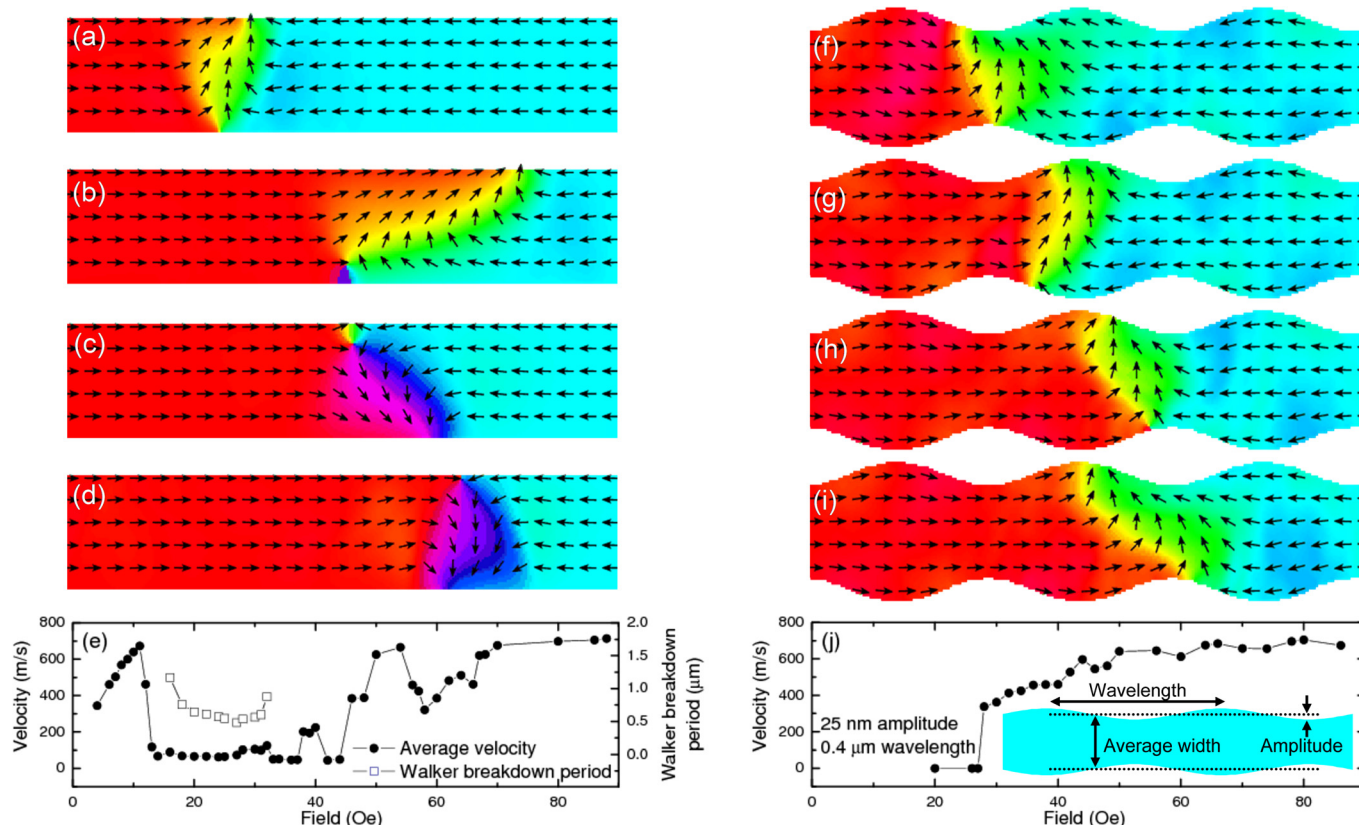 (a)
(b)
(c)
(d)
(e)
800
600
400
200
0
Velocity (m/s)
2.0
1.5
1.0
0.5
0.0
Walker breakdown
period (μm)
Average velocity
Walker breakdown period
0 20 40 60 80
Field (Oe)
(f)
(g)
(h)
(i)
(j)
800
600
400
200
0
Velocity (m/s)
Wavelength
25 nm amplitude
0.4 μm wavelength
Average width
Amplitude
0 20 40 60 80
Field (Oe)